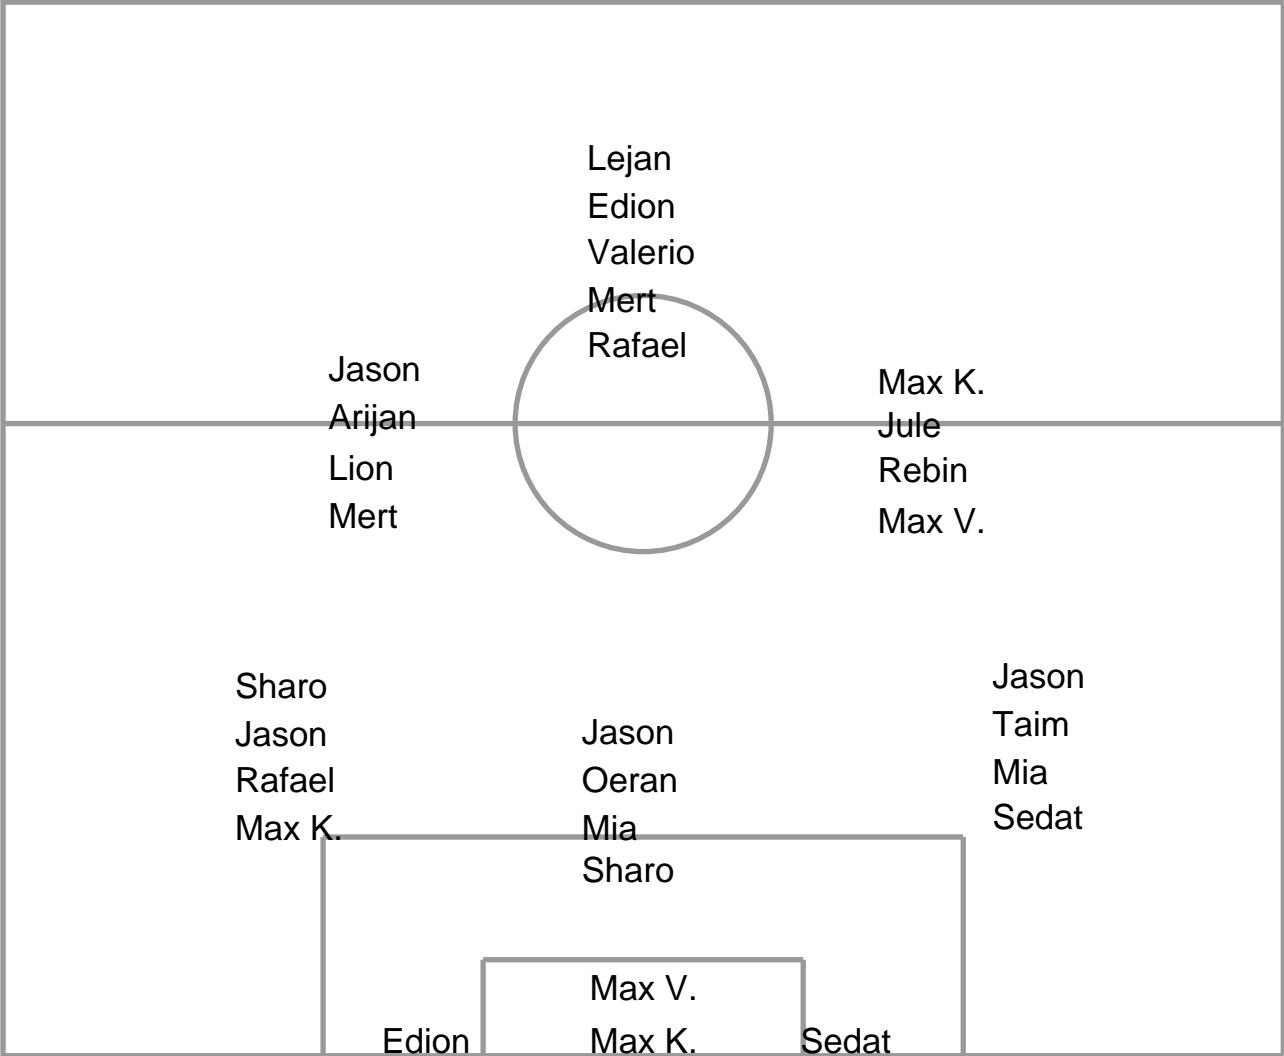 Lejan
Edion
Valerio
Mert
Rafael
Jason
Arijan
Lion
Mert
Max K.
Jule
Rebin
Max V.
Sharo
Jason
Rafael
Max K.
Jason
Oeran
Mia
Sharo
Jason
Taim
Mia
Sedat
Max V.
Edion
Max K.
Sedat